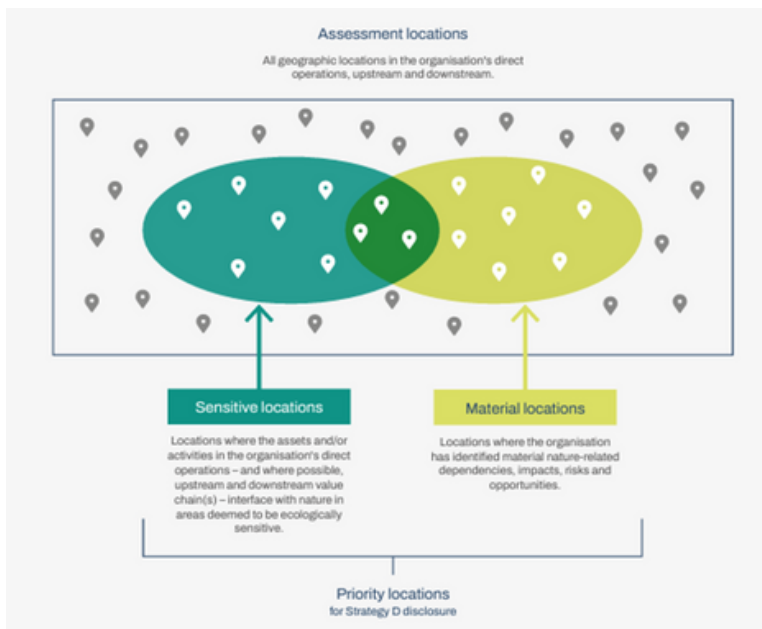 Assessment locations
All geographic locations in the organisation's direct
operations, upstream and downstream.
Sensitive locations
Locations where the assets and/or
activities in the organisation's direct
operations – and where possible,
upstream and downstream value
chain(s) – interface with nature in
areas deemed to be ecologically
sensitive.
Material locations
Locations where the organisation
has identified material nature-related
dependencies, impacts, risks and
opportunities.
Priority locations
for Strategy D disclosure